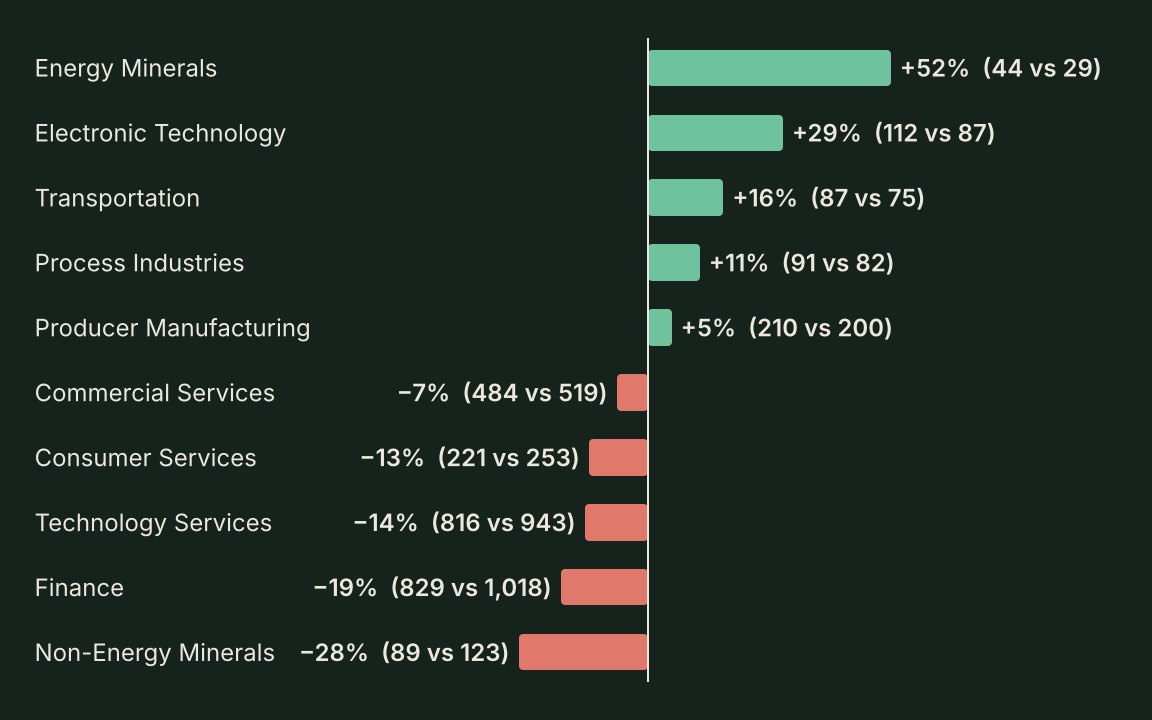 Energy Minerals +52% (44 vs 29)
Electronic Technology +29% (112 vs 87)
Transportation +16% (87 vs 75)
Process Industries +11% (91 vs 82)
Producer Manufacturing +5% (210 vs 200)
Commercial Services −7% (484 vs 519)
Consumer Services −13% (221 vs 253)
Technology Services −14% (816 vs 943)
Finance −19% (829 vs 1,018)
Non-Energy Minerals −28% (89 vs 123)